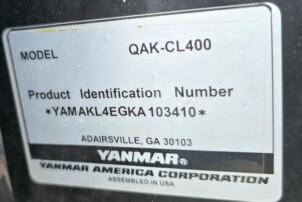 MODEL QAK-CL400
Product Identification Number
*YAMAKL4EGKA103410*
ADAIRSVILLE, GA 30103
YANMAR®
YANMAR AMERICA CORPORATION
ASSEMBLED IN USA